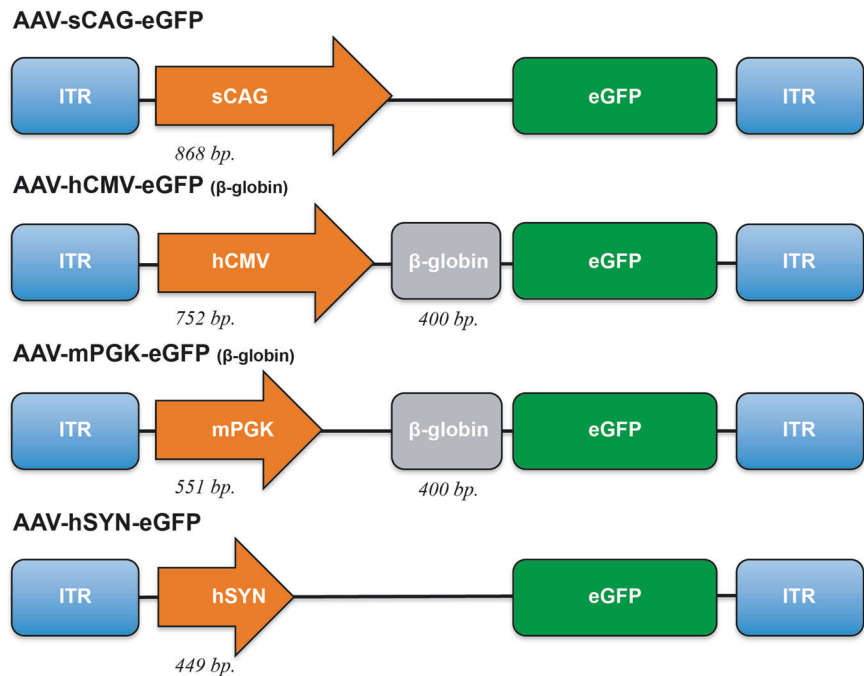 AAV-sCAG-eGFP
ITR sCAG eGFP ITR
868 bp.
AAV-hCMV-eGFP (β-globin)
ITR hCMV β-globin eGFP ITR
752 bp. 400 bp.
AAV-mPGK-eGFP (β-globin)
ITR mPGK β-globin eGFP ITR
551 bp. 400 bp.
AAV-hSYN-eGFP
ITR hSYN eGFP ITR
449 bp.